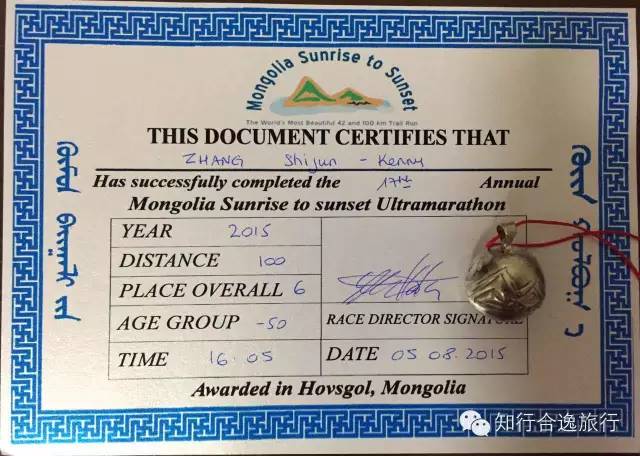 Mongolia Sunrise to Sunset
The World's Most Beautiful 42 and 100 km Trail Run
THIS DOCUMENT CERTIFIES THAT
ZHANG Shijun - Kenny
Has successfully completed the 17th Annual
Mongolia Sunrise to sunset Ultramarathon
YEAR 2015
DISTANCE 100
PLACE OVERALL 6
AGE GROUP -50
RACE DIRECTOR SIGNATURE
TIME 16.05
DATE 05 08.2015
Awarded in Hovsgol, Mongolia
知行合逸旅行